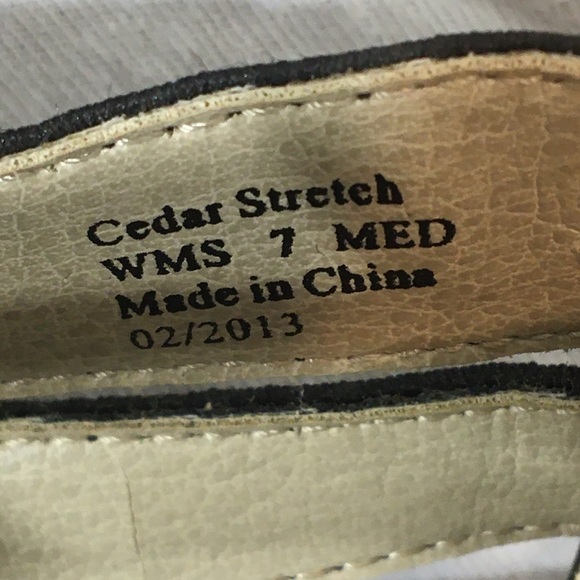 Cedar Stretch
WMS 7 MED
Made in China
02/2013